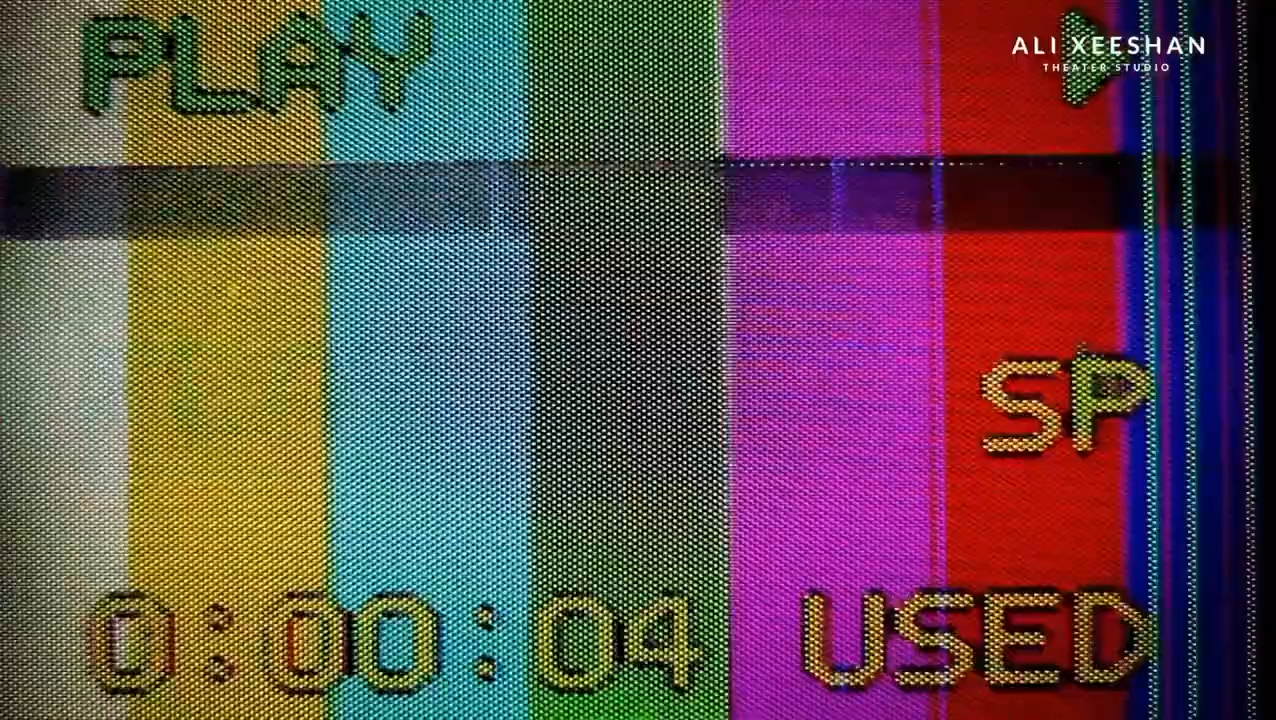 PLAY
ALI XEESHAN
THEATER STUDIO
SP
0:00:04 USED